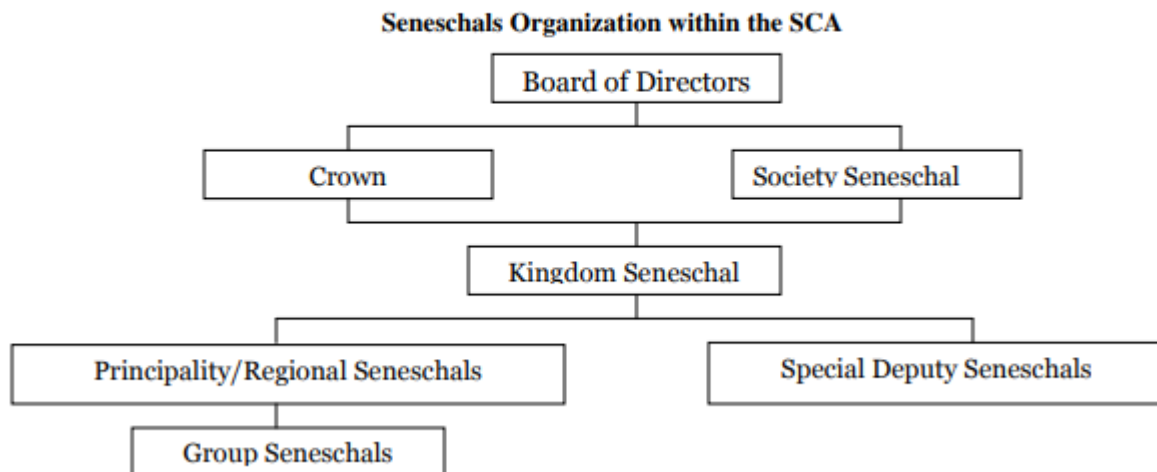 Seneschals Organization within the SCA
Board of Directors
Crown
Society Seneschal
Kingdom Seneschal
Principality/Regional Seneschals
Special Deputy Seneschals
Group Seneschals